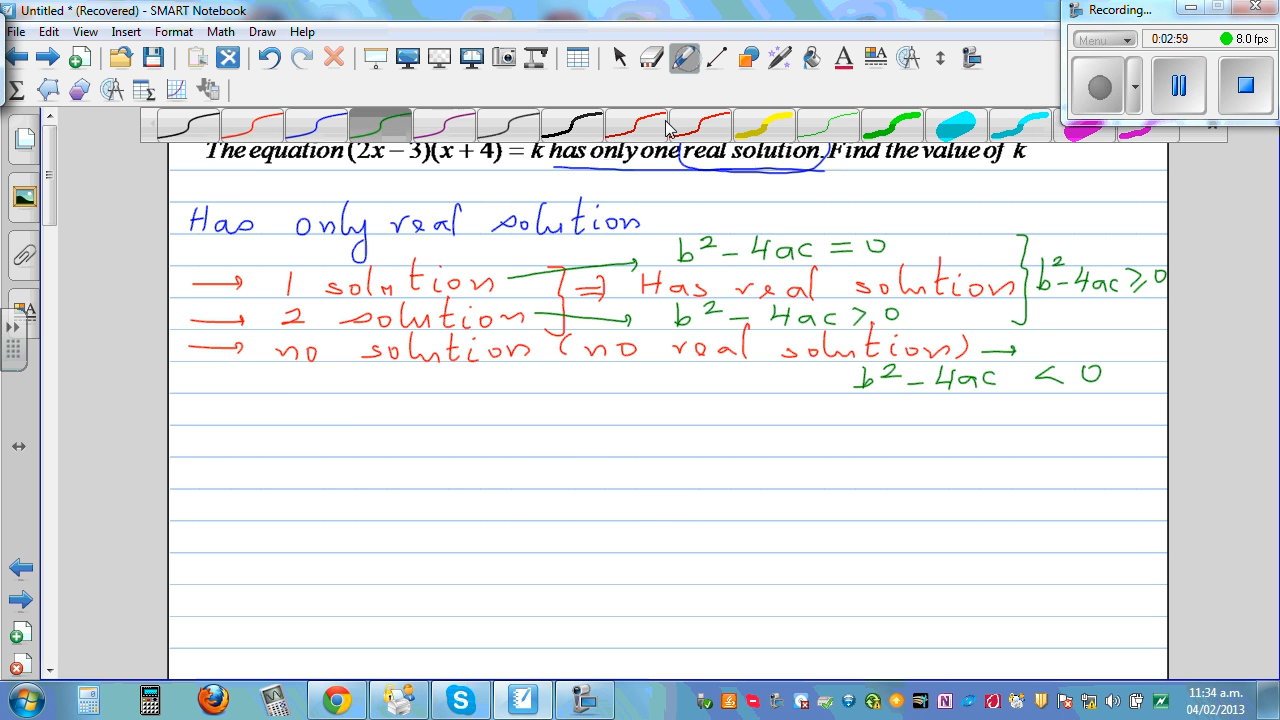 Untitled * (Recovered) - SMART Notebook
Recording...
File Edit View Insert Format Math Draw Help
Menu 0:02:59 8.0 fps
The equation (2x − 3)(x + 4) = k has only one real solution. Find the value of k
Has only real solution
b² − 4ac = 0
→ 1 solution → } ⇒ Has real solution } b² − 4ac ≥ 0
→ 2 solution → b² − 4ac > 0
→ no solution (no real solution) →
b² − 4ac < 0
11:34 a.m.
04/02/2013